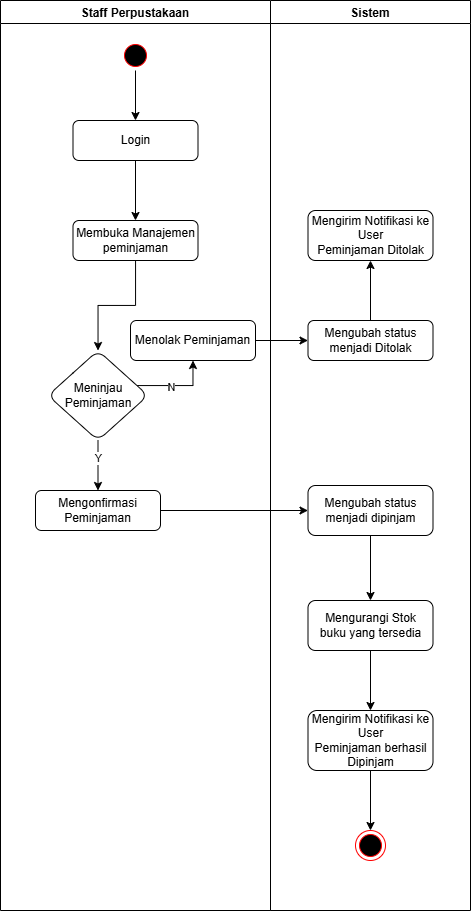 Staff Perpustakaan
Sistem
Login
Membuka Manajemen
peminjaman
Mengirim Notifikasi ke
User
Peminjaman Ditolak
Menolak Peminjaman
Mengubah status
menjadi Ditolak
Meninjau
Peminjaman
N
Y
Mengonfirmasi
Peminjaman
Mengubah status
menjadi dipinjam
Mengurangi Stok
buku yang tersedia
Mengirim Notifikasi ke
User
Peminjaman berhasil
Dipinjam